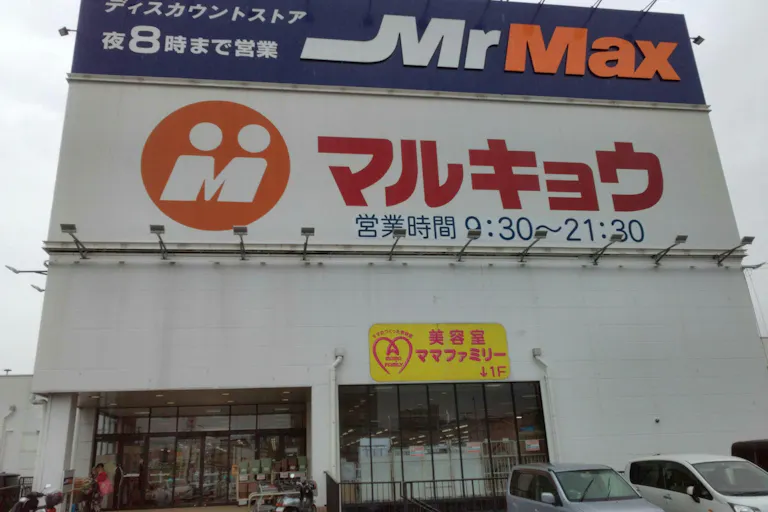 ディスカウントストア
夜8時まで営業
MrMax
M
マルキョウ
営業時間 9:30～21:30
美容室
ママファミリー
↓1F